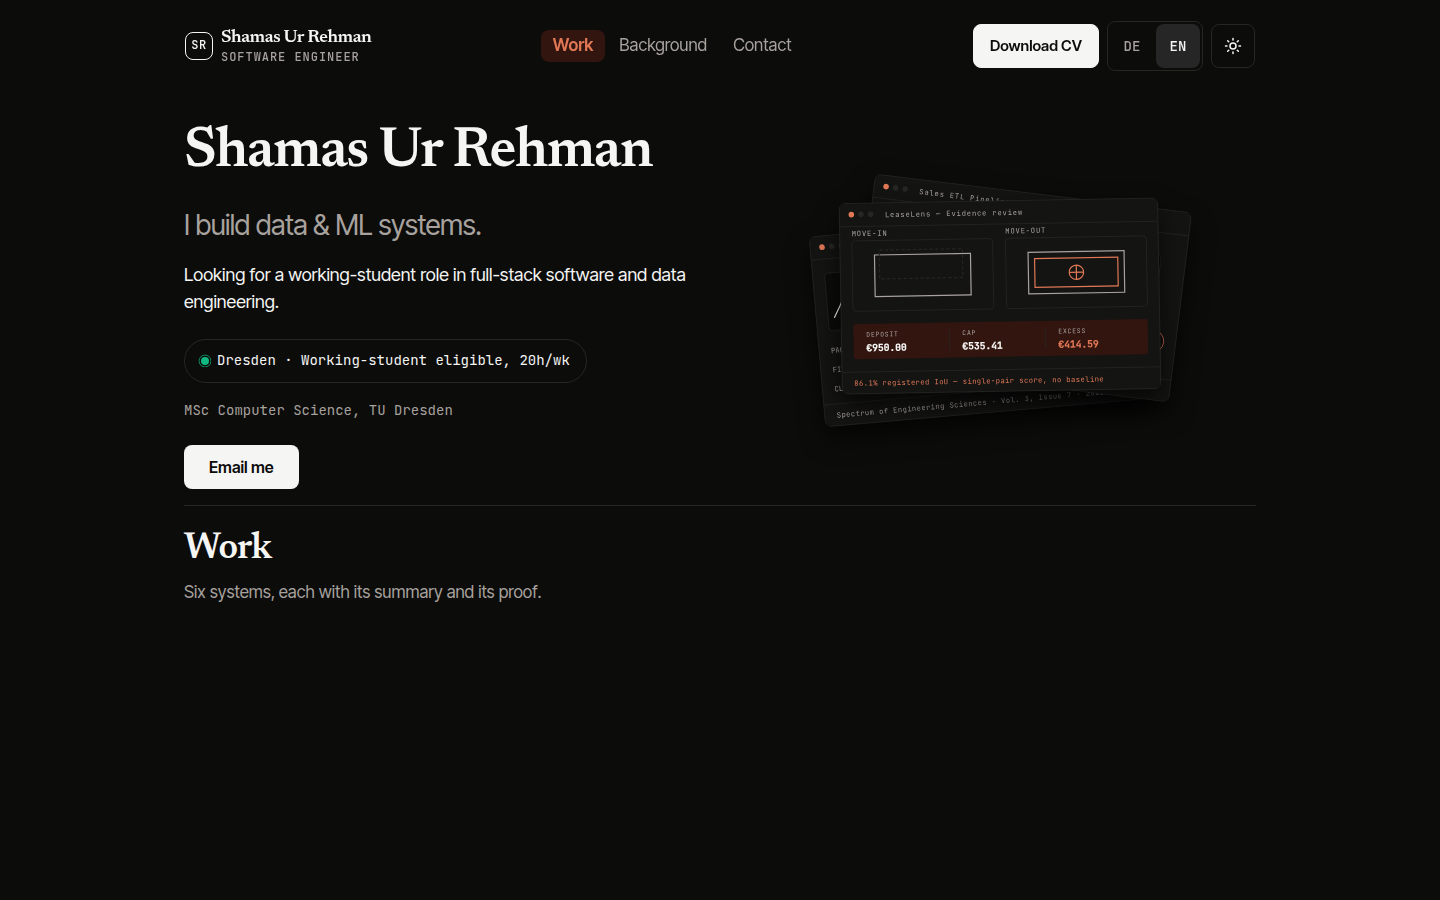 SR
Shamas Ur Rehman
SOFTWARE ENGINEER
Work
Background
Contact
Download CV
DE
EN
Shamas Ur Rehman
I build data & ML systems.
Looking for a working-student role in full-stack software and data
engineering.
Dresden · Working-student eligible, 20h/wk
MSc Computer Science, TU Dresden
Email me
Sales ETL
LeaseLens — Evidence review
MOVE-IN
MOVE-OUT
DEPOSIT
€950.00
CAP
€535.41
EXCESS
€414.59
86.1% registered IoU — single-pair score, no baseline
Spectrum of Engineering Sciences · Vol. 3, Issue 7
Work
Six systems, each with its summary and its proof.